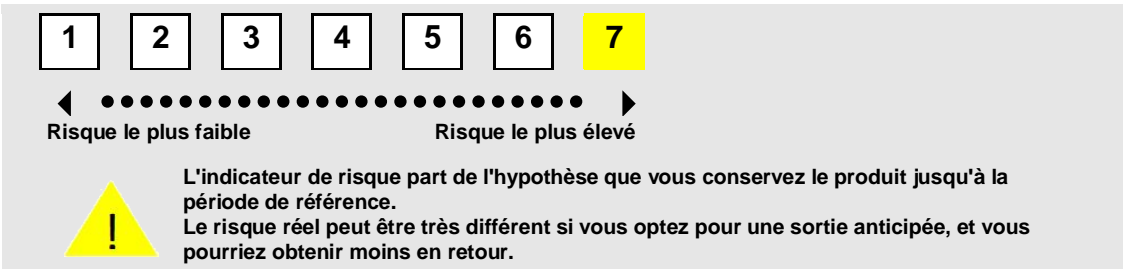 1 2 3 4 5 6 7
Risque le plus faible Risque le plus élevé
L'indicateur de risque part de l'hypothèse que vous conservez le produit jusqu'à la
période de référence.
Le risque réel peut être très différent si vous optez pour une sortie anticipée, et vous
pourriez obtenir moins en retour.
!